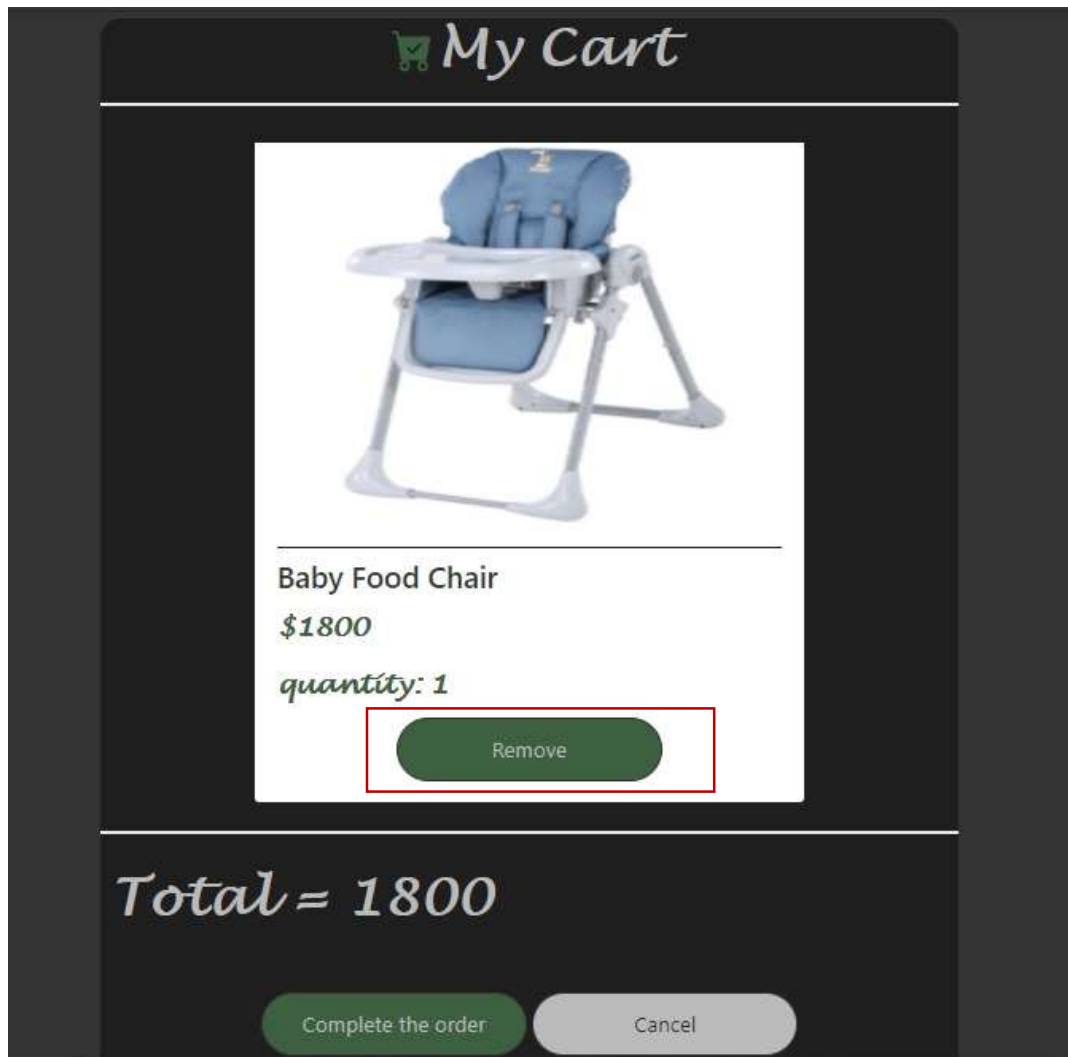 My Cart
Baby Food Chair
$1800
quantity: 1
Remove
Total = 1800
Complete the order
Cancel